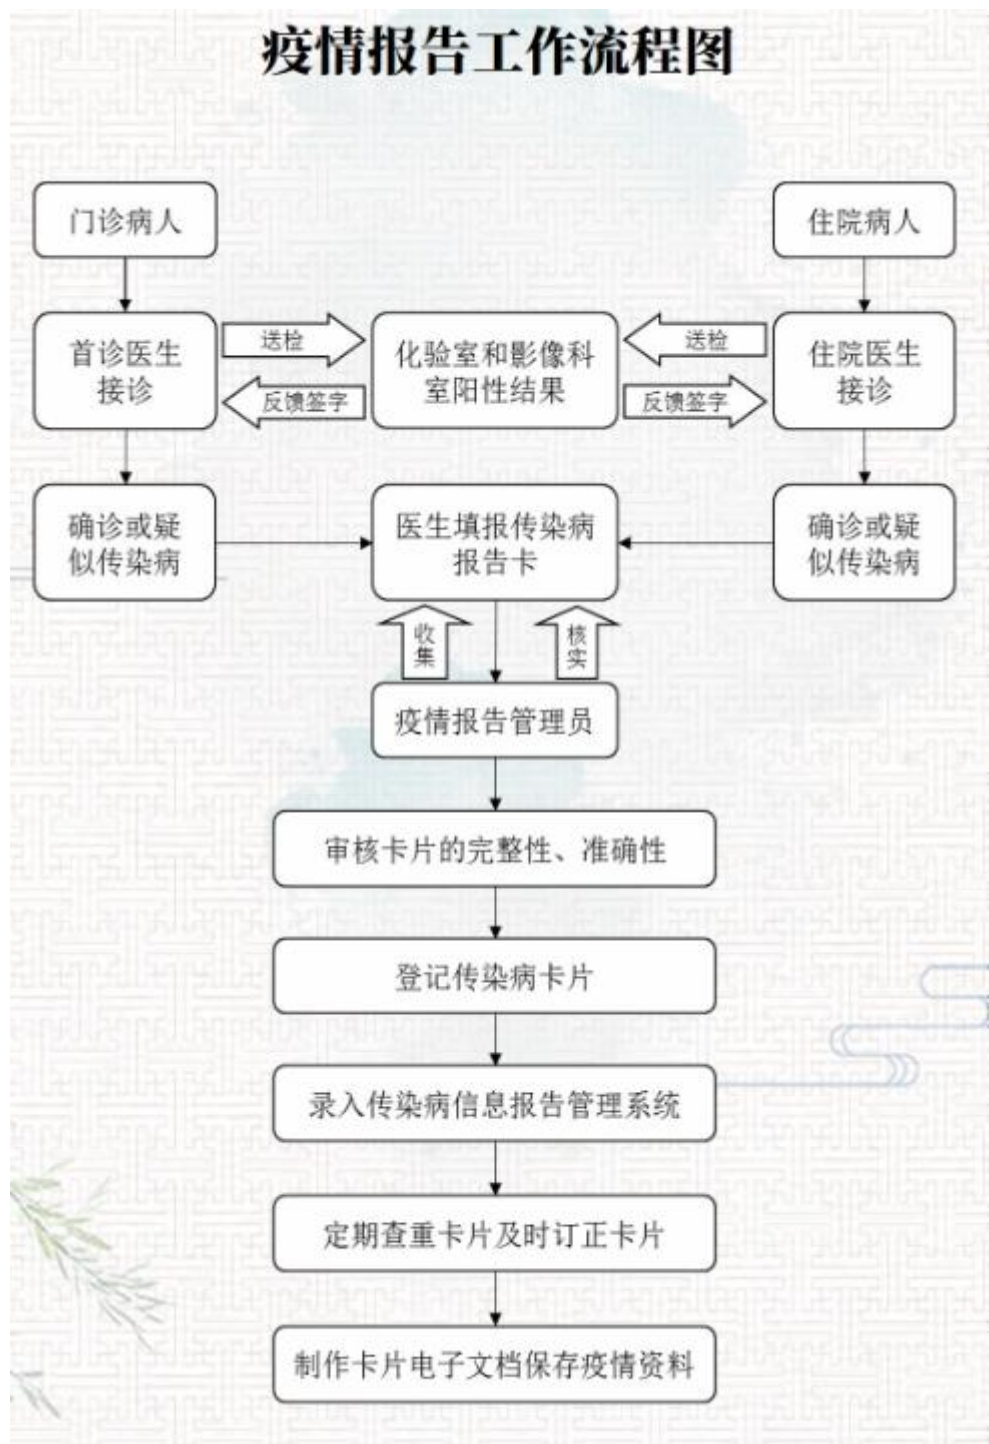 疫情报告工作流程图
门诊病人
住院病人
首诊医生
接诊
送检
反馈签字
化验室和影像科
室阳性结果
送检
反馈签字
住院医生
接诊
确诊或疑
似传染病
医生填报传染病
报告卡
确诊或疑
似传染病
收
集
核
实
疫情报告管理员
审核卡片的完整性、准确性
登记传染病卡片
录入传染病信息报告管理系统
定期查重卡片及时订正卡片
制作卡片电子文档保存疫情资料